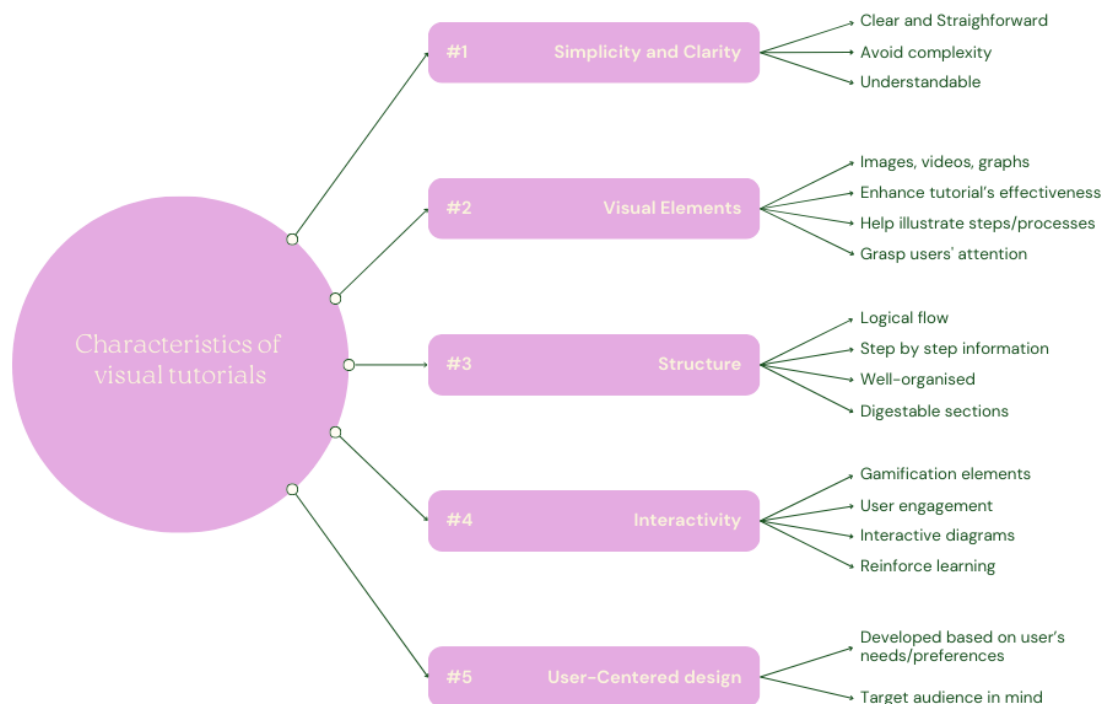 Characteristics of
visual tutorials
#1 Simplicity and Clarity
Clear and Straighforward
Avoid complexity
Understandable
#2 Visual Elements
Images, videos, graphs
Enhance tutorial's effectiveness
Help illustrate steps/processes
Grasp users' attention
#3 Structure
Logical flow
Step by step information
Well-organised
Digestable sections
#4 Interactivity
Gamification elements
User engagement
Interactive diagrams
Reinforce learning
#5 User-Centered design
Developed based on user's
needs/preferences
Target audience in mind